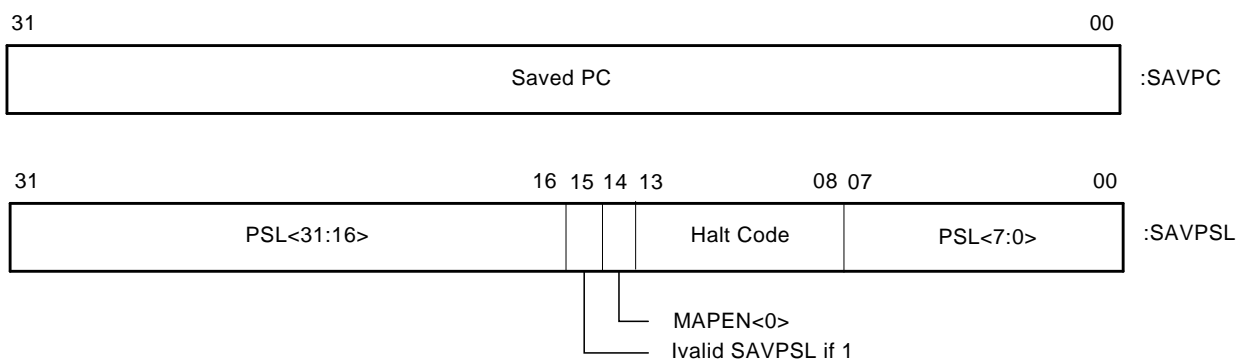 31 00
Saved PC :SAVPC
31 16 15 14 13 08 07 00
PSL<31:16> Halt Code PSL<7:0> :SAVPSL
MAPEN<0>
Ivalid SAVPSL if 1